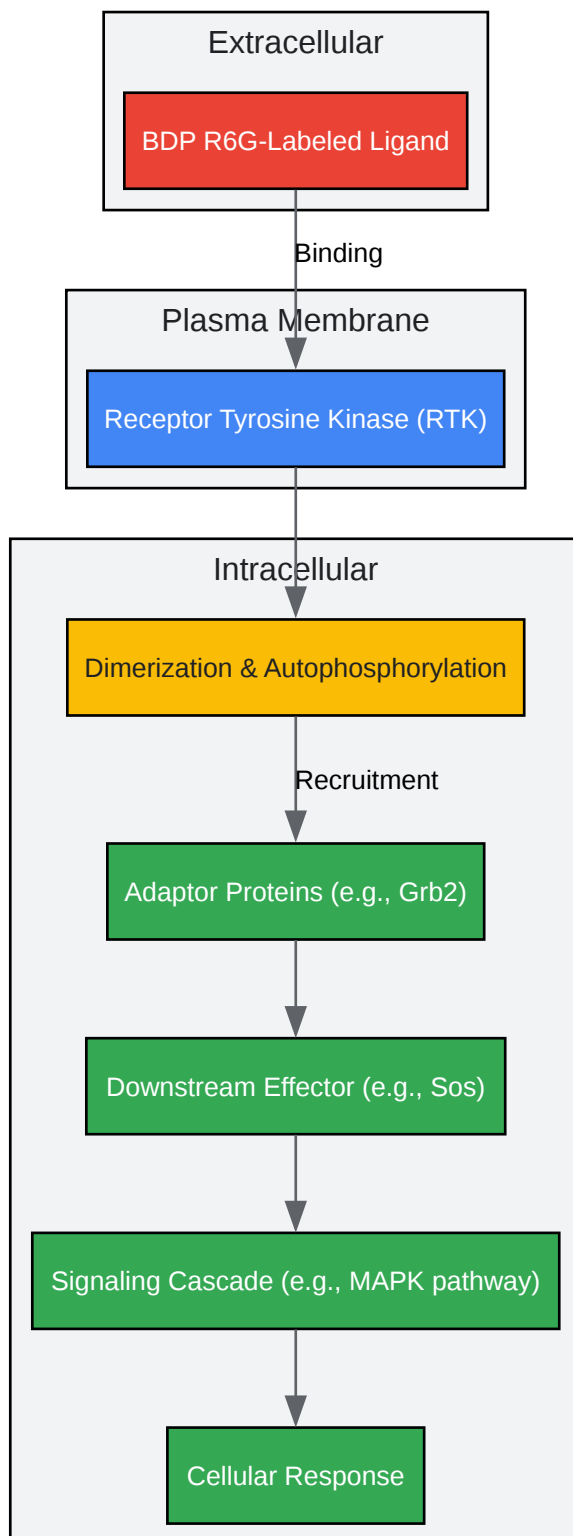 Extracellular
BDP R6G-Labeled Ligand
Binding
Plasma Membrane
Receptor Tyrosine Kinase (RTK)
Intracellular
Dimerization & Autophosphorylation
Recruitment
Adaptor Proteins (e.g., Grb2)
Downstream Effector (e.g., Sos)
Signaling Cascade (e.g., MAPK pathway)
Cellular Response